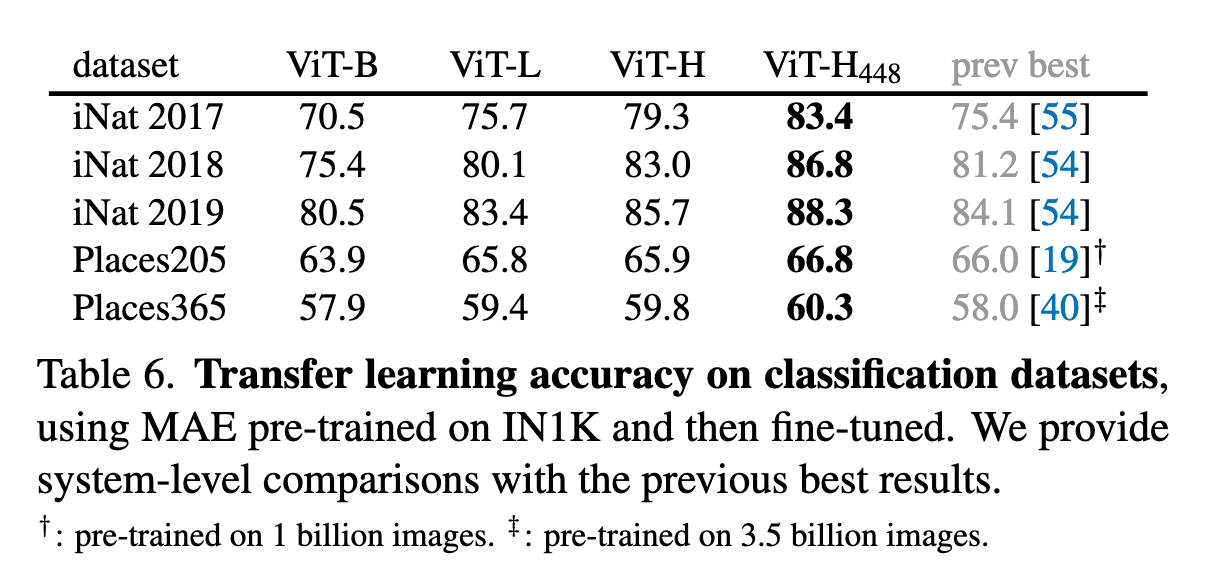 dataset ViT-B ViT-L ViT-H ViT-H₄₄₈ prev best
iNat 2017 70.5 75.7 79.3 83.4 75.4 [55]
iNat 2018 75.4 80.1 83.0 86.8 81.2 [54]
iNat 2019 80.5 83.4 85.7 88.3 84.1 [54]
Places205 63.9 65.8 65.9 66.8 66.0 [19]†
Places365 57.9 59.4 59.8 60.3 58.0 [40]‡
Table 6. Transfer learning accuracy on classification datasets,
using MAE pre-trained on IN1K and then fine-tuned. We provide
system-level comparisons with the previous best results.
†: pre-trained on 1 billion images. ‡: pre-trained on 3.5 billion images.